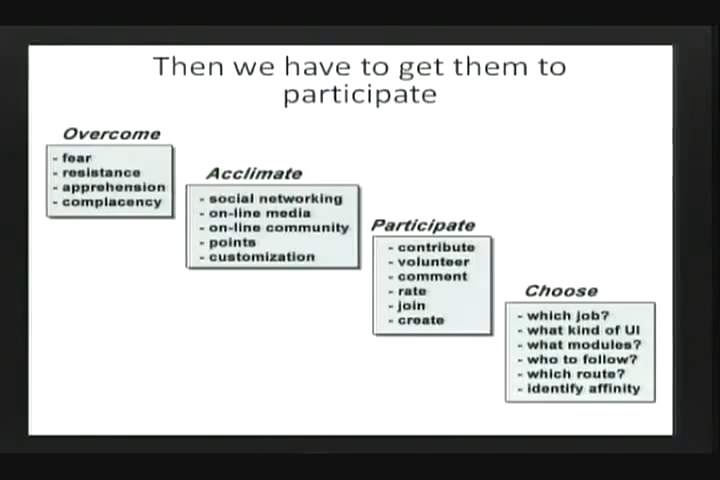 Then we have to get them to
participate
Overcome
- fear
- resistance
- apprehension
- complacency
Acclimate
- social networking
- on-line media
- on-line community
- points
- customization
Participate
- contribute
- volunteer
- comment
- rate
- join
- create
Choose
- which job?
- what kind of UI
- what modules?
- who to follow?
- which route?
- identify affinity